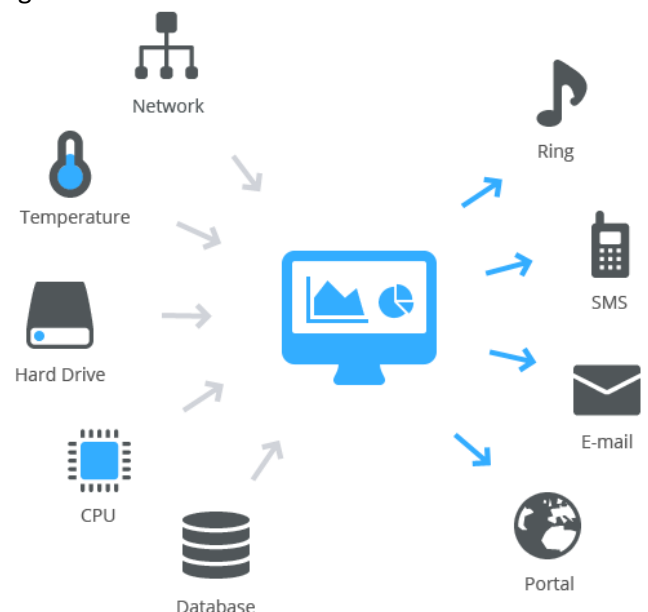 Network
Temperature
Hard Drive
CPU
Database
Ring
SMS
E-mail
Portal